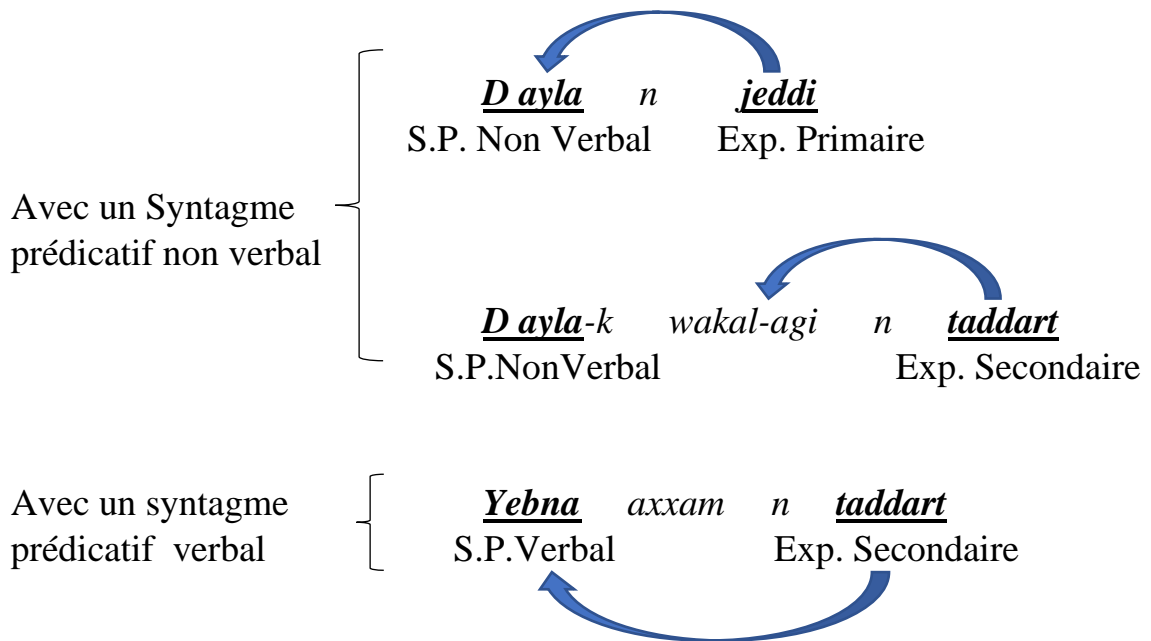 D ayla n jeddi
S.P. Non Verbal Exp. Primaire
Avec un Syntagme
prédicatif non verbal
D ayla-k wakal-agi n taddart
S.P.NonVerbal Exp. Secondaire
Avec un syntagme
prédicatif verbal
Yebna axxam n taddart
S.P.Verbal Exp. Secondaire